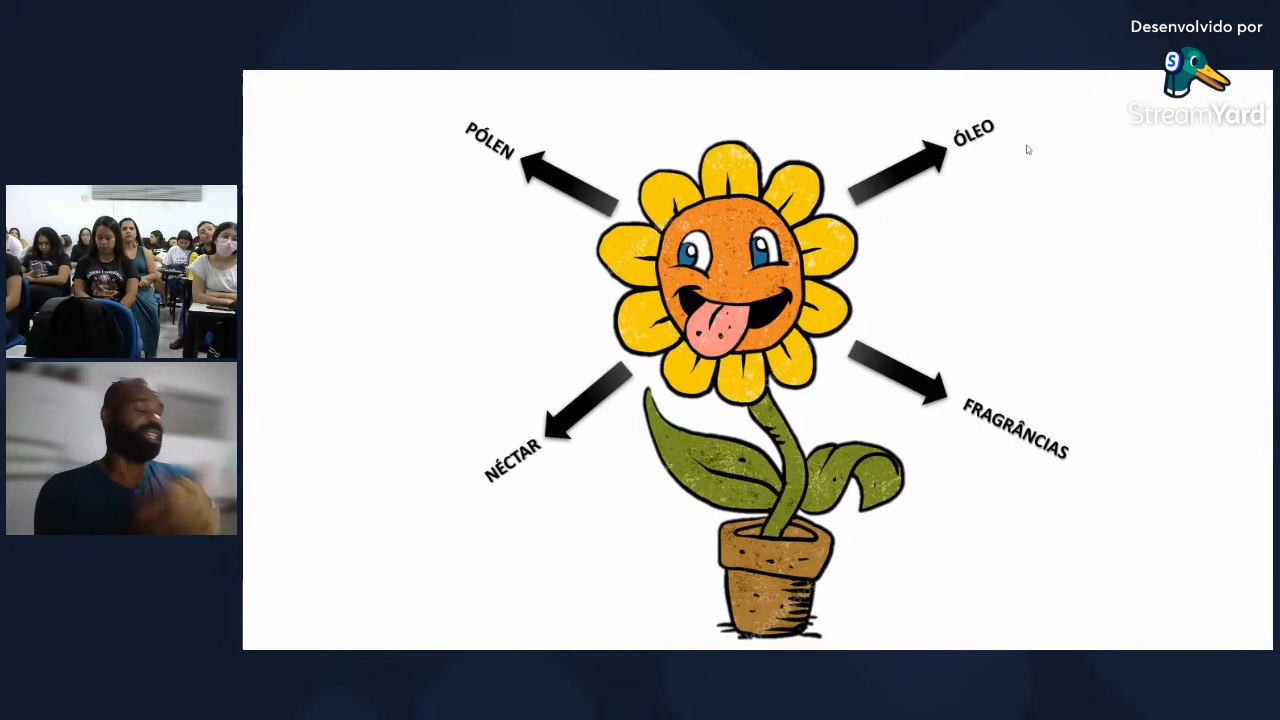 Desenvolvido por
S
StreamYard
PÓLEN
ÓLEO
NÉCTAR
FRAGRÂNCIAS